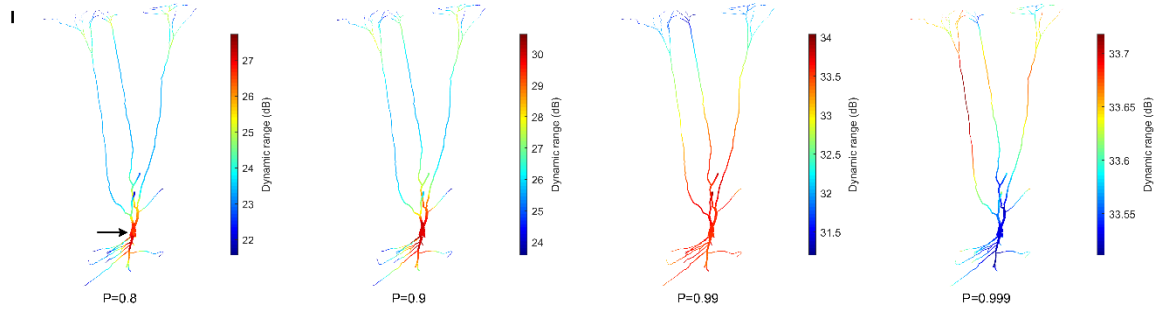 I
27
26
25
24
23
22
Dynamic range (dB)
P=0.8
30
29
28
27
26
25
24
Dynamic range (dB)
P=0.9
34
33.5
33
32.5
32
31.5
Dynamic range (dB)
P=0.99
33.7
33.65
33.6
33.55
Dynamic range (dB)
P=0.999